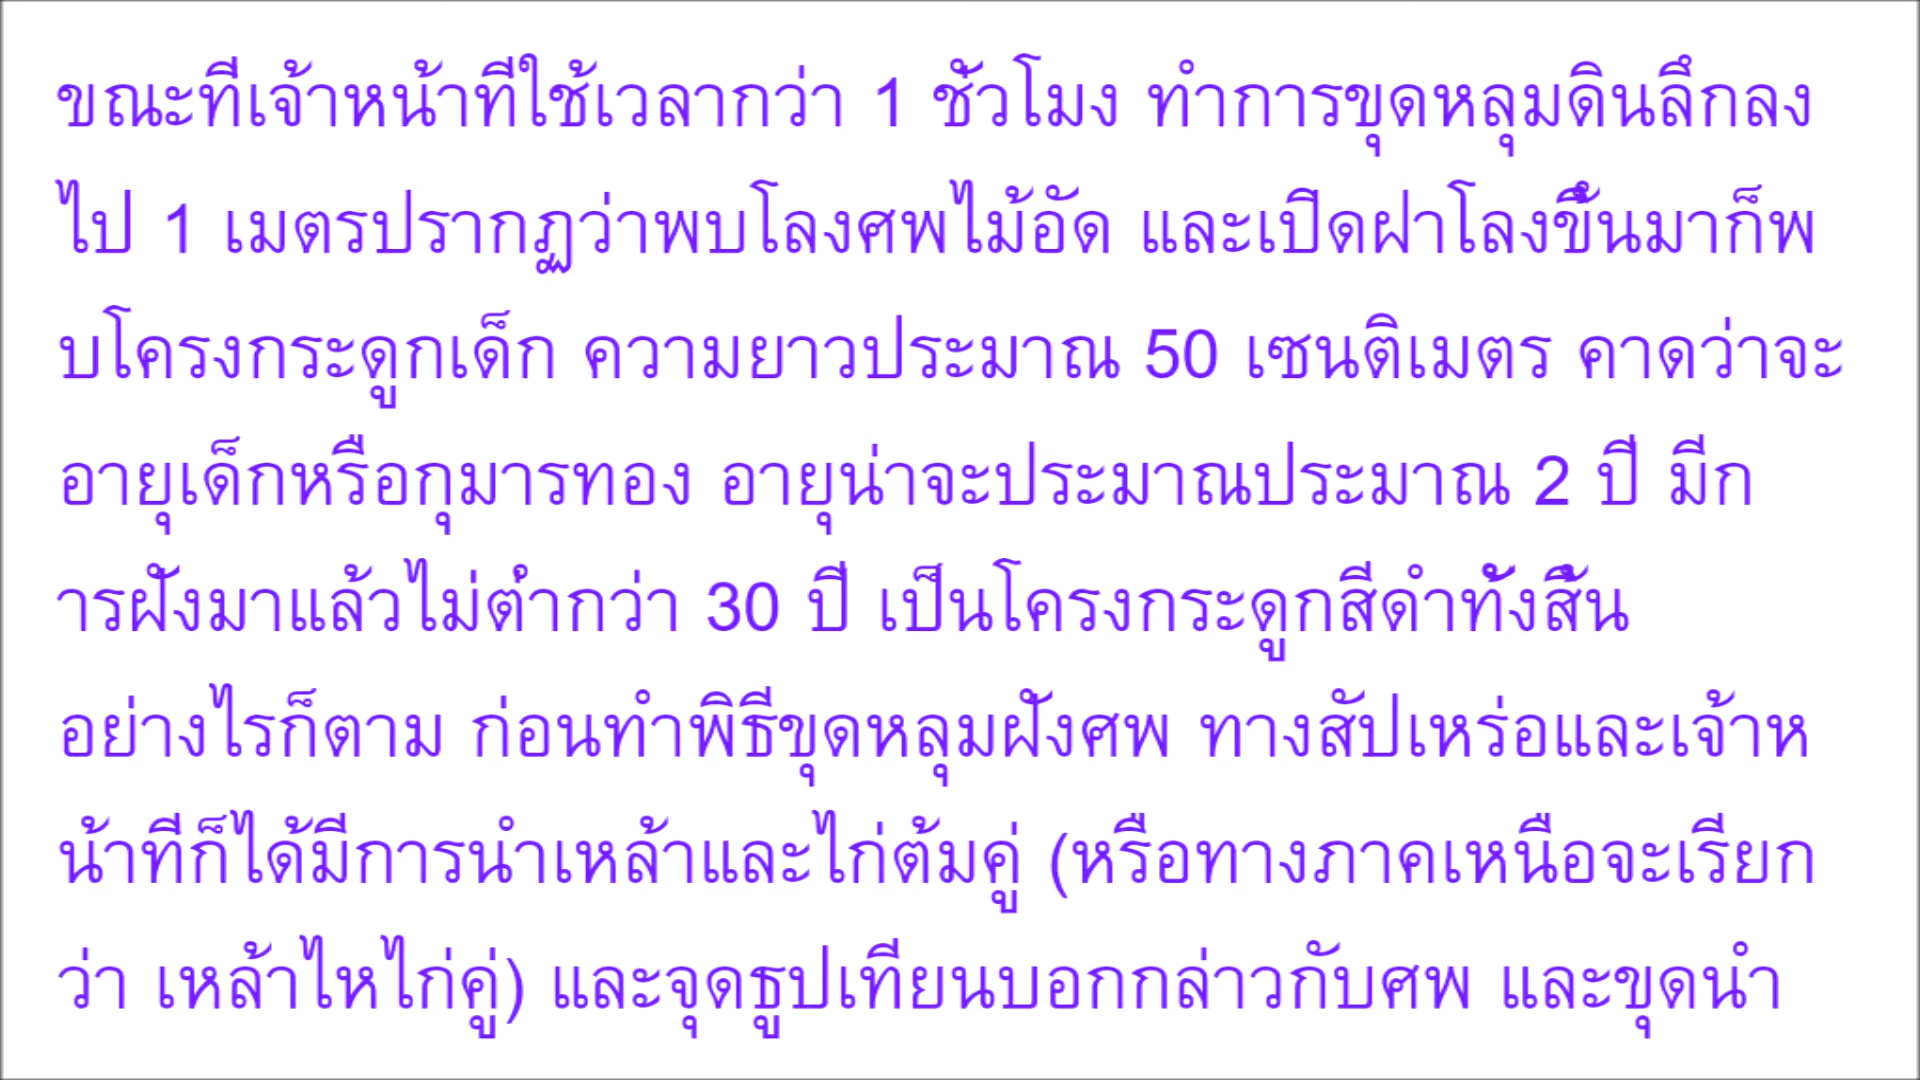 ขณะที่เจ้าหน้าที่ใช้เวลากว่า 1 ชั่วโมง ทำการขุดหลุมดินลึกลง
ไป 1 เมตรปรากฏว่าพบโลงศพไม้อัด และเปิดฝาโลงขึ้นมาก็พ
บโครงกระดูกเด็ก ความยาวประมาณ 50 เซนติเมตร คาดว่าจะ
อายุเด็กหรือกุมารทอง อายุน่าจะประมาณประมาณ 2 ปี มีก
ารฝังมาแล้วไม่ต่ำกว่า 30 ปี เป็นโครงกระดูกสีดำทั้งสิ้น
อย่างไรก็ตาม ก่อนทำพิธีขุดหลุมฝังศพ ทางสัปเหร่อและเจ้าห
น้าที่ก็ได้มีการนำเหล้าและไก่ต้มคู่ (หรือทางภาคเหนือจะเรียก
ว่า เหล้าไหไก่คู่) และจุดธูปเทียนบอกกล่าวกับศพ และขุดนำ